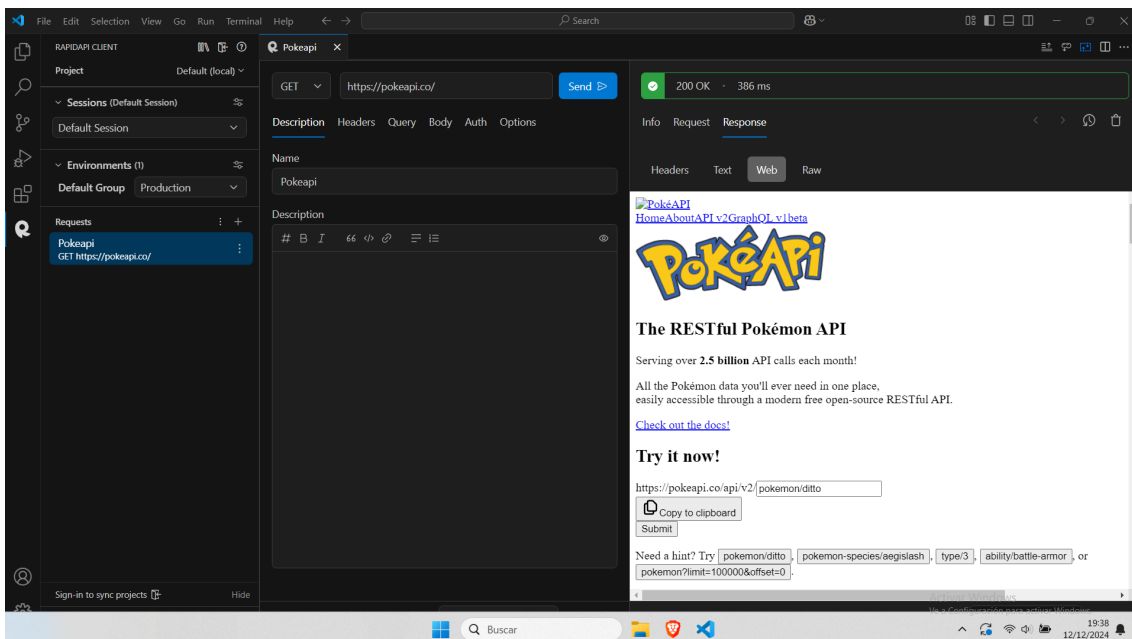 File Edit Selection View Go Run Terminal Help
Search
RAPIDAPI CLIENT
Project Default (local)
Sessions (Default Session)
Default Session
Environments (1)
Default Group Production
Requests
Pokeapi
GET https://pokeapi.co/
Sign-in to sync projects
Hide
Pokeapi
GET https://pokeapi.co/ Send
Description Headers Query Body Auth Options
Name
Pokeapi
Description
# B I 66
200 OK · 386 ms
Info Request Response
Headers Text Web Raw
PokéAPI
HomeAboutAPI v2GraphQL v1beta
PokéAPi
The RESTful Pokémon API
Serving over 2.5 billion API calls each month!
All the Pokémon data you'll ever need in one place,
easily accessible through a modern free open-source RESTful API.
Check out the docs!
Try it now!
https://pokeapi.co/api/v2/ pokemon/ditto
Copy to clipboard
Submit
Need a hint? Try pokemon/ditto, pokemon-species/aegislash, type/3, ability/battle-armor, or
pokemon?limit=100000&offset=0.
Activar Windows
Ve a Configuración para activar Windows.
Buscar
19:38
12/12/2024